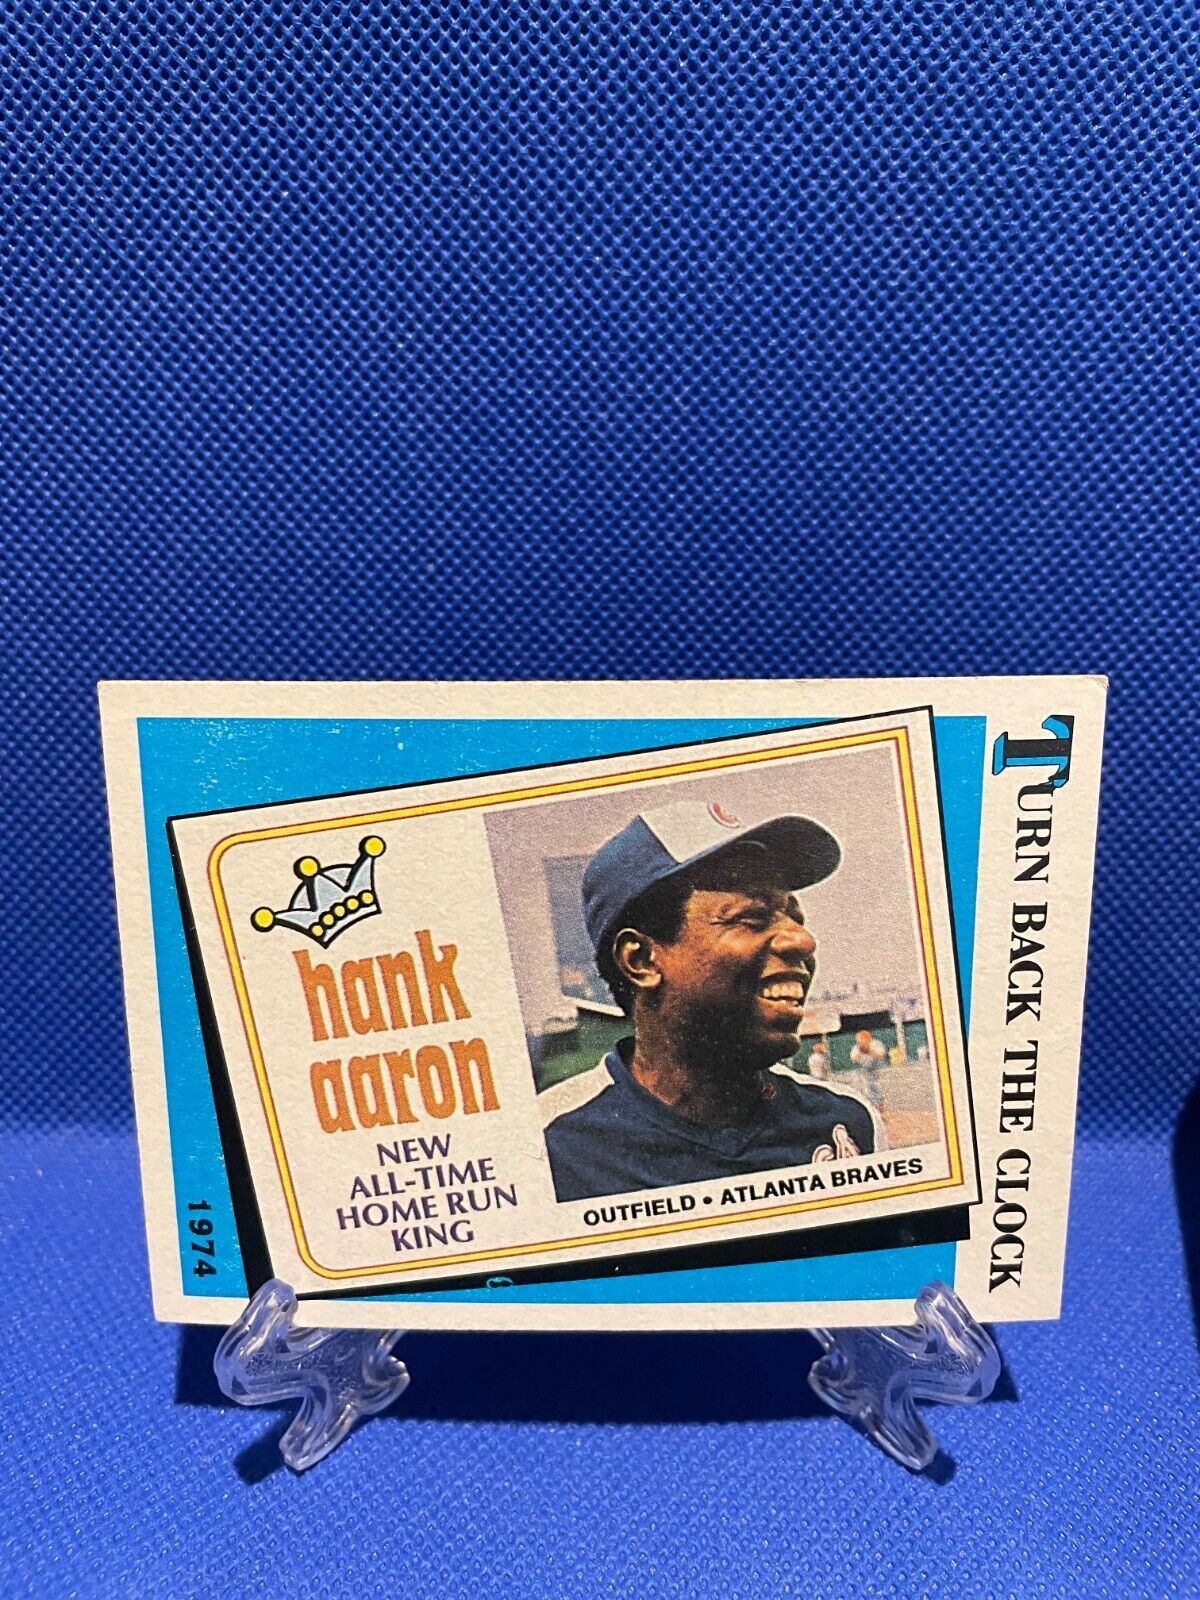 TURN BACK THE CLOCK
hank
aaron
NEW
ALL-TIME
HOME RUN
KING
OUTFIELD • ATLANTA BRAVES
1974